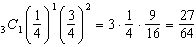 ₃C₁(1/4)¹(3/4)² = 3 · 1/4 · 9/16 = 27/64